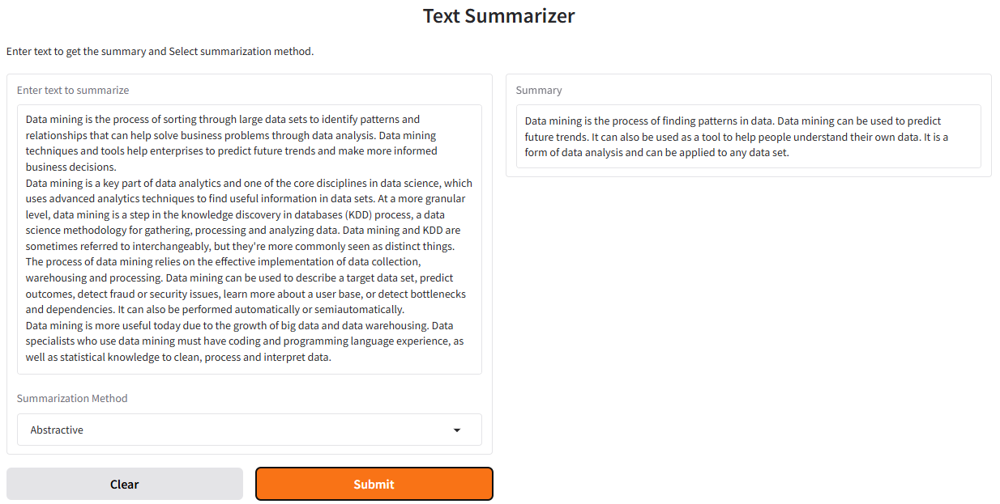 Text Summarizer
Enter text to get the summary and Select summarization method.
Enter text to summarize
Data mining is the process of sorting through large data sets to identify patterns and
relationships that can help solve business problems through data analysis. Data mining
techniques and tools help enterprises to predict future trends and make more informed
business decisions.
Data mining is a key part of data analytics and one of the core disciplines in data science, which
uses advanced analytics techniques to find useful information in data sets. At a more granular
level, data mining is a step in the knowledge discovery in databases (KDD) process, a data
science methodology for gathering, processing and analyzing data. Data mining and KDD are
sometimes referred to interchangeably, but they're more commonly seen as distinct things.
The process of data mining relies on the effective implementation of data collection,
warehousing and processing. Data mining can be used to describe a target data set, predict
outcomes, detect fraud or security issues, learn more about a user base, or detect bottlenecks
and dependencies. It can also be performed automatically or semiautomatically.
Data mining is more useful today due to the growth of big data and data warehousing. Data
specialists who use data mining must have coding and programming language experience, as
well as statistical knowledge to clean, process and interpret data.
Summarization Method
Abstractive
Clear
Submit
Summary
Data mining is the process of finding patterns in data. Data mining can be used to predict
future trends. It can also be used as a tool to help people understand their own data. It is a
form of data analysis and can be applied to any data set.